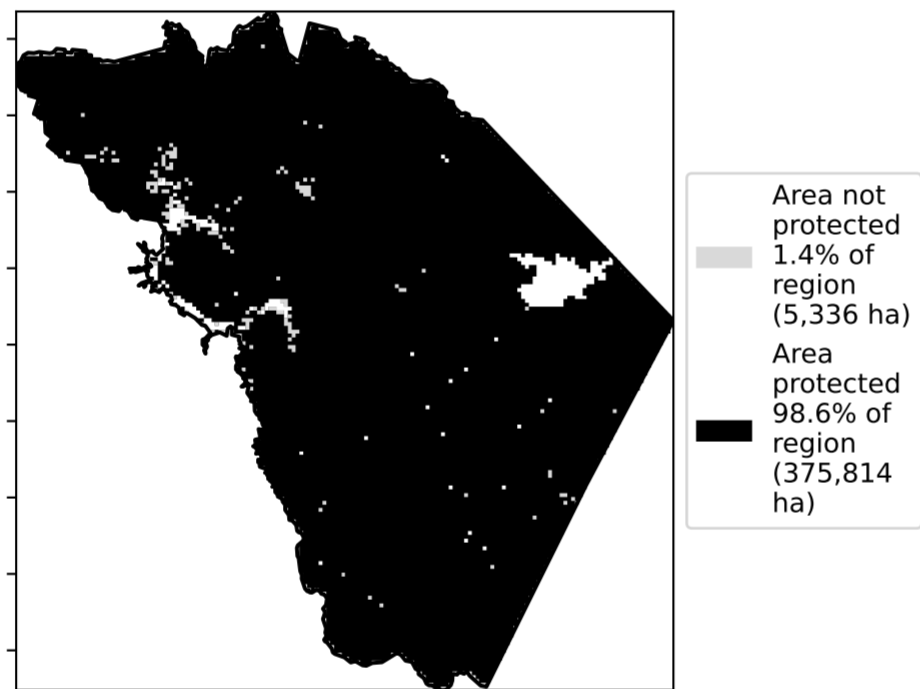 Area not
protected
1.4% of
region
(5,336 ha)
Area
protected
98.6% of
region
(375,814
ha)